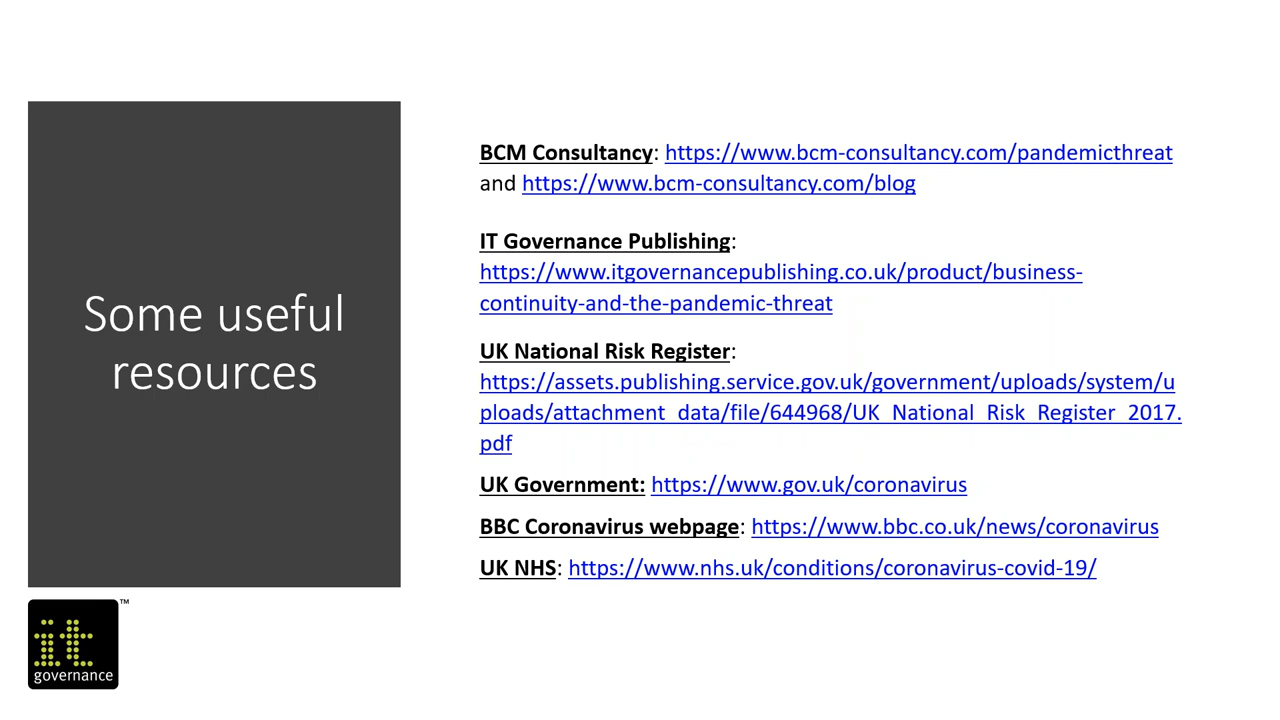 Some useful
resources
BCM Consultancy: https://www.bcm-consultancy.com/pandemicthreat
and https://www.bcm-consultancy.com/blog
IT Governance Publishing:
https://www.itgovernancepublishing.co.uk/product/business-
continuity-and-the-pandemic-threat
UK National Risk Register:
https://assets.publishing.service.gov.uk/government/uploads/system/u
ploads/attachment_data/file/644968/UK_National_Risk_Register_2017.
pdf
UK Government: https://www.gov.uk/coronavirus
BBC Coronavirus webpage: https://www.bbc.co.uk/news/coronavirus
UK NHS: https://www.nhs.uk/conditions/coronavirus-covid-19/
it ™
governance